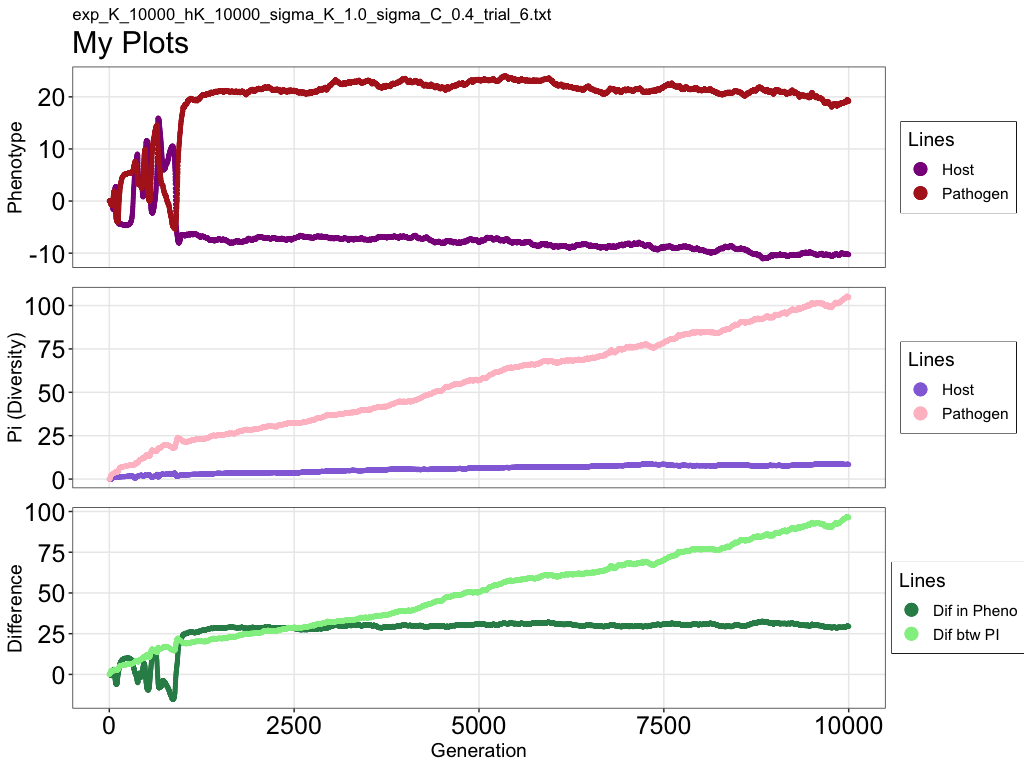 exp_K_10000_hK_10000_sigma_K_1.0_sigma_C_0.4_trial_6.txt
My Plots
Phenotype
20
10
0
-10
Lines
Host
Pathogen
Pi (Diversity)
100
75
50
25
0
Lines
Host
Pathogen
Difference
100
75
50
25
0
Lines
Dif in Pheno
Dif btw PI
0 2500 5000 7500 10000
Generation